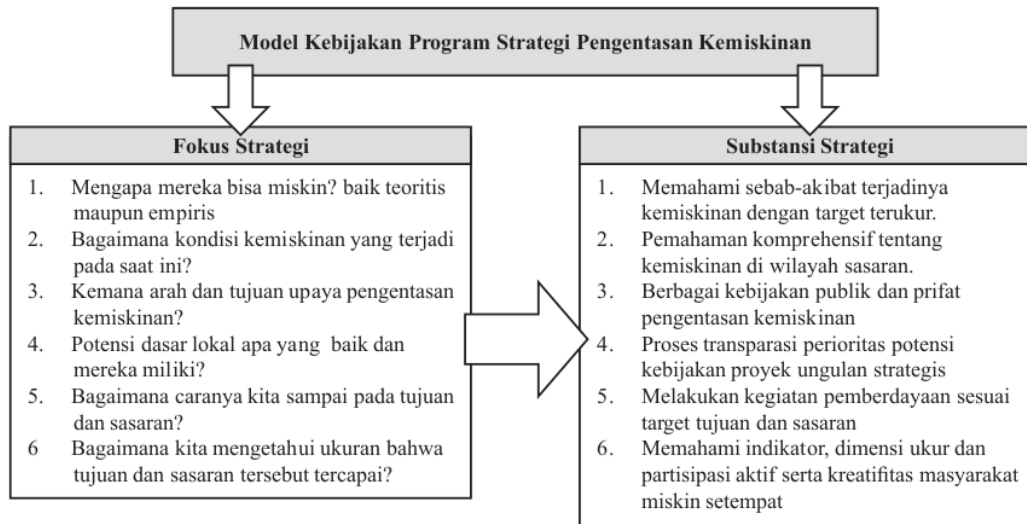 Model Kebijakan Program Strategi Pengentasan Kemiskinan
Fokus Strategi
1. Mengapa mereka bisa miskin? baik teoritis
maupun empiris
2. Bagaimana kondisi kemiskinan yang terjadi
pada saat ini?
3. Kemana arah dan tujuan upaya pengentasan
kemiskinan?
4. Potensi dasar lokal apa yang baik dan
mereka miliki?
5. Bagaimana caranya kita sampai pada tujuan
dan sasaran?
6 Bagaimana kita mengetahui ukuran bahwa
tujuan dan sasaran tersebut tercapai?
Substansi Strategi
1. Memahami sebab-akibat terjadinya
kemiskinan dengan target terukur.
2. Pemahaman komprehensif tentang
kemiskinan di wilayah sasaran.
3. Berbagai kebijakan publik dan prifat
pengentasan kemiskinan
4. Proses transparasi perioritas potensi
kebijakan proyek ungulan strategis
5. Melakukan kegiatan pemberdayaan sesuai
target tujuan dan sasaran
6. Memahami indikator, dimensi ukur dan
partisipasi aktif serta kreatifitas masyarakat
miskin setempat